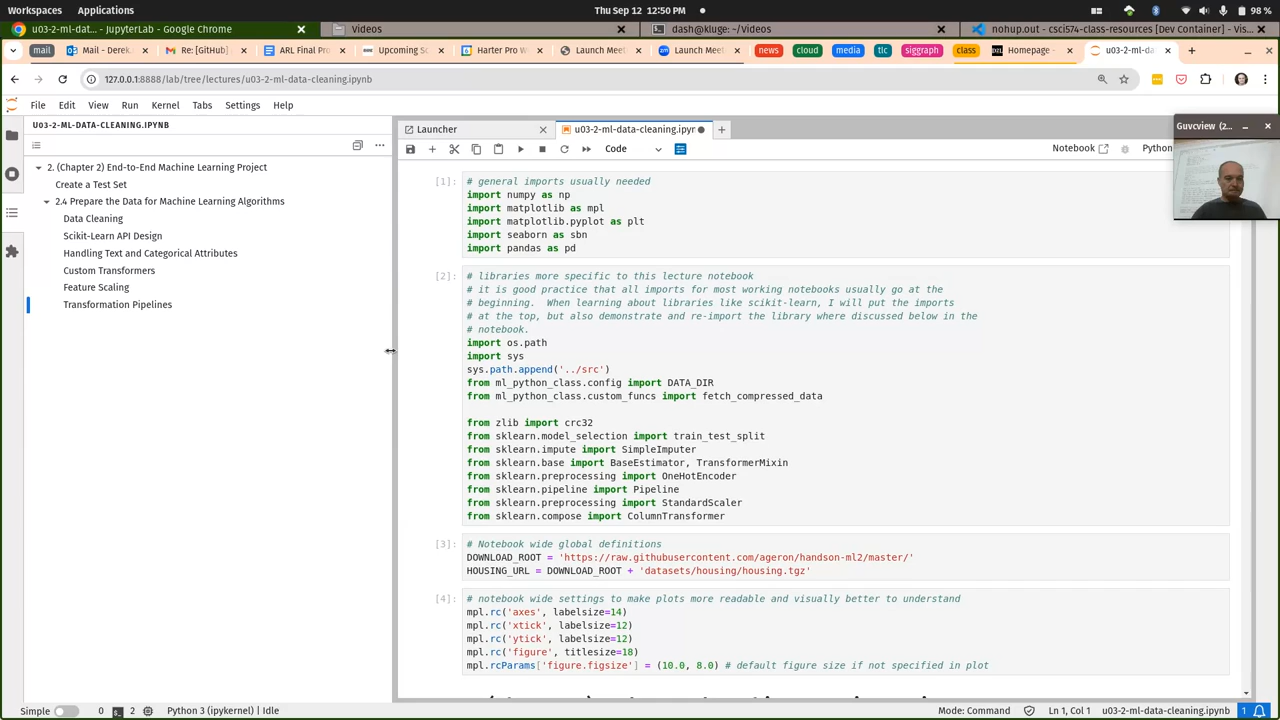 Workspaces Applications Thu Sep 12 12:50 PM 98 %
u03-2-ml-dat… - JupyterLab - Google Chrome Videos dash@kluge: ~/Videos nohup.out - csci574-class-resources [Dev Container] - Vis…
mail Mail – Derek Re: [GitHub] ARL Final Pro Upcoming Sc Harter Pro W Launch Meet Launch Meet news cloud media tlc siggraph class Homepage - u03-2-ml-dat
127.0.0.1:8888/lab/tree/lectures/u03-2-ml-data-cleaning.ipynb
File Edit View Run Kernel Tabs Settings Help
U03-2-ML-DATA-CLEANING.IPYNB
2. (Chapter 2) End-to-End Machine Learning Project
Create a Test Set
2.4 Prepare the Data for Machine Learning Algorithms
Data Cleaning
Scikit-Learn API Design
Handling Text and Categorical Attributes
Custom Transformers
Feature Scaling
Transformation Pipelines
Launcher u03-2-ml-data-cleaning.ipyn
Code Notebook Python
Guvcview (2…
[1]: # general imports usually needed
import numpy as np
import matplotlib as mpl
import matplotlib.pyplot as plt
import seaborn as sbn
import pandas as pd
[2]: # libraries more specific to this lecture notebook
# it is good practice that all imports for most working notebooks usually go at the
# beginning.  When learning about libraries like scikit-learn, I will put the imports
# at the top, but also demonstrate and re-import the library where discussed below in the
# notebook.
import os.path
import sys
sys.path.append('../src')
from ml_python_class.config import DATA_DIR
from ml_python_class.custom_funcs import fetch_compressed_data
from zlib import crc32
from sklearn.model_selection import train_test_split
from sklearn.impute import SimpleImputer
from sklearn.base import BaseEstimator, TransformerMixin
from sklearn.preprocessing import OneHotEncoder
from sklearn.pipeline import Pipeline
from sklearn.preprocessing import StandardScaler
from sklearn.compose import ColumnTransformer
[3]: # Notebook wide global definitions
DOWNLOAD_ROOT = 'https://raw.githubusercontent.com/ageron/handson-ml2/master/'
HOUSING_URL = DOWNLOAD_ROOT + 'datasets/housing/housing.tgz'
[4]: # notebook wide settings to make plots more readable and visually better to understand
mpl.rc('axes', labelsize=14)
mpl.rc('xtick', labelsize=12)
mpl.rc('ytick', labelsize=12)
mpl.rc('figure', titlesize=18)
mpl.rcParams['figure.figsize'] = (10.0, 8.0) # default figure size if not specified in plot
Simple 0 2 Python 3 (ipykernel) | Idle Mode: Command Ln 1, Col 1 u03-2-ml-data-cleaning.ipynb 1